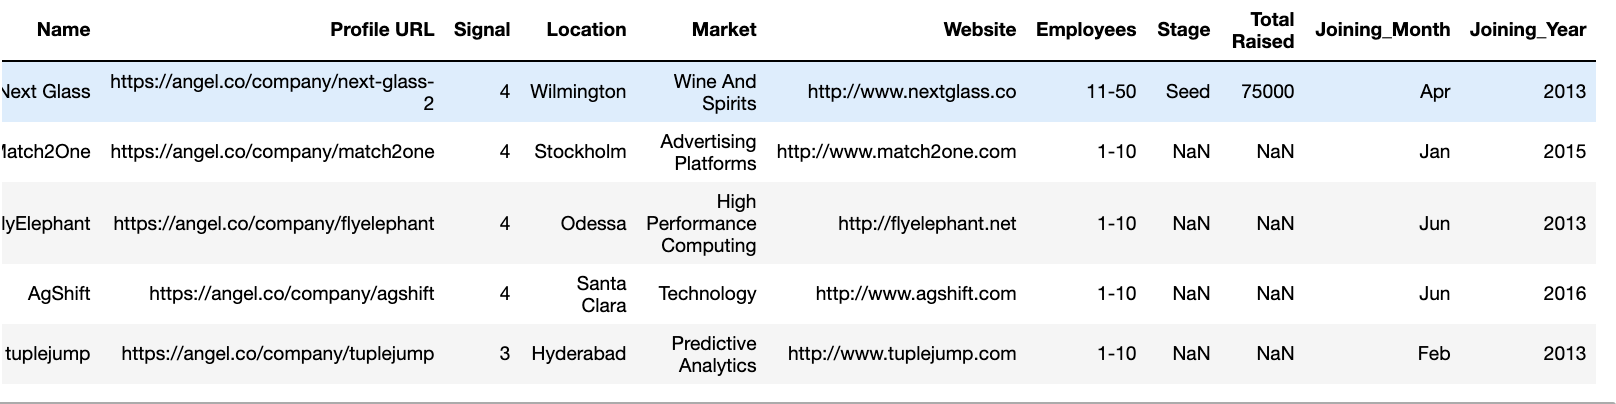 Name Profile URL Signal Location Market Website Employees Stage Total Raised Joining_Month Joining_Year
Next Glass https://angel.co/company/next-glass-2 4 Wilmington Wine And Spirits http://www.nextglass.co 11-50 Seed 75000 Apr 2013
Match2One https://angel.co/company/match2one 4 Stockholm Advertising Platforms http://www.match2one.com 1-10 NaN NaN Jan 2015
lyElephant https://angel.co/company/flyelephant 4 Odessa High Performance Computing http://flyelephant.net 1-10 NaN NaN Jun 2013
AgShift https://angel.co/company/agshift 4 Santa Clara Technology http://www.agshift.com 1-10 NaN NaN Jun 2016
tuplejump https://angel.co/company/tuplejump 3 Hyderabad Predictive Analytics http://www.tuplejump.com 1-10 NaN NaN Feb 2013